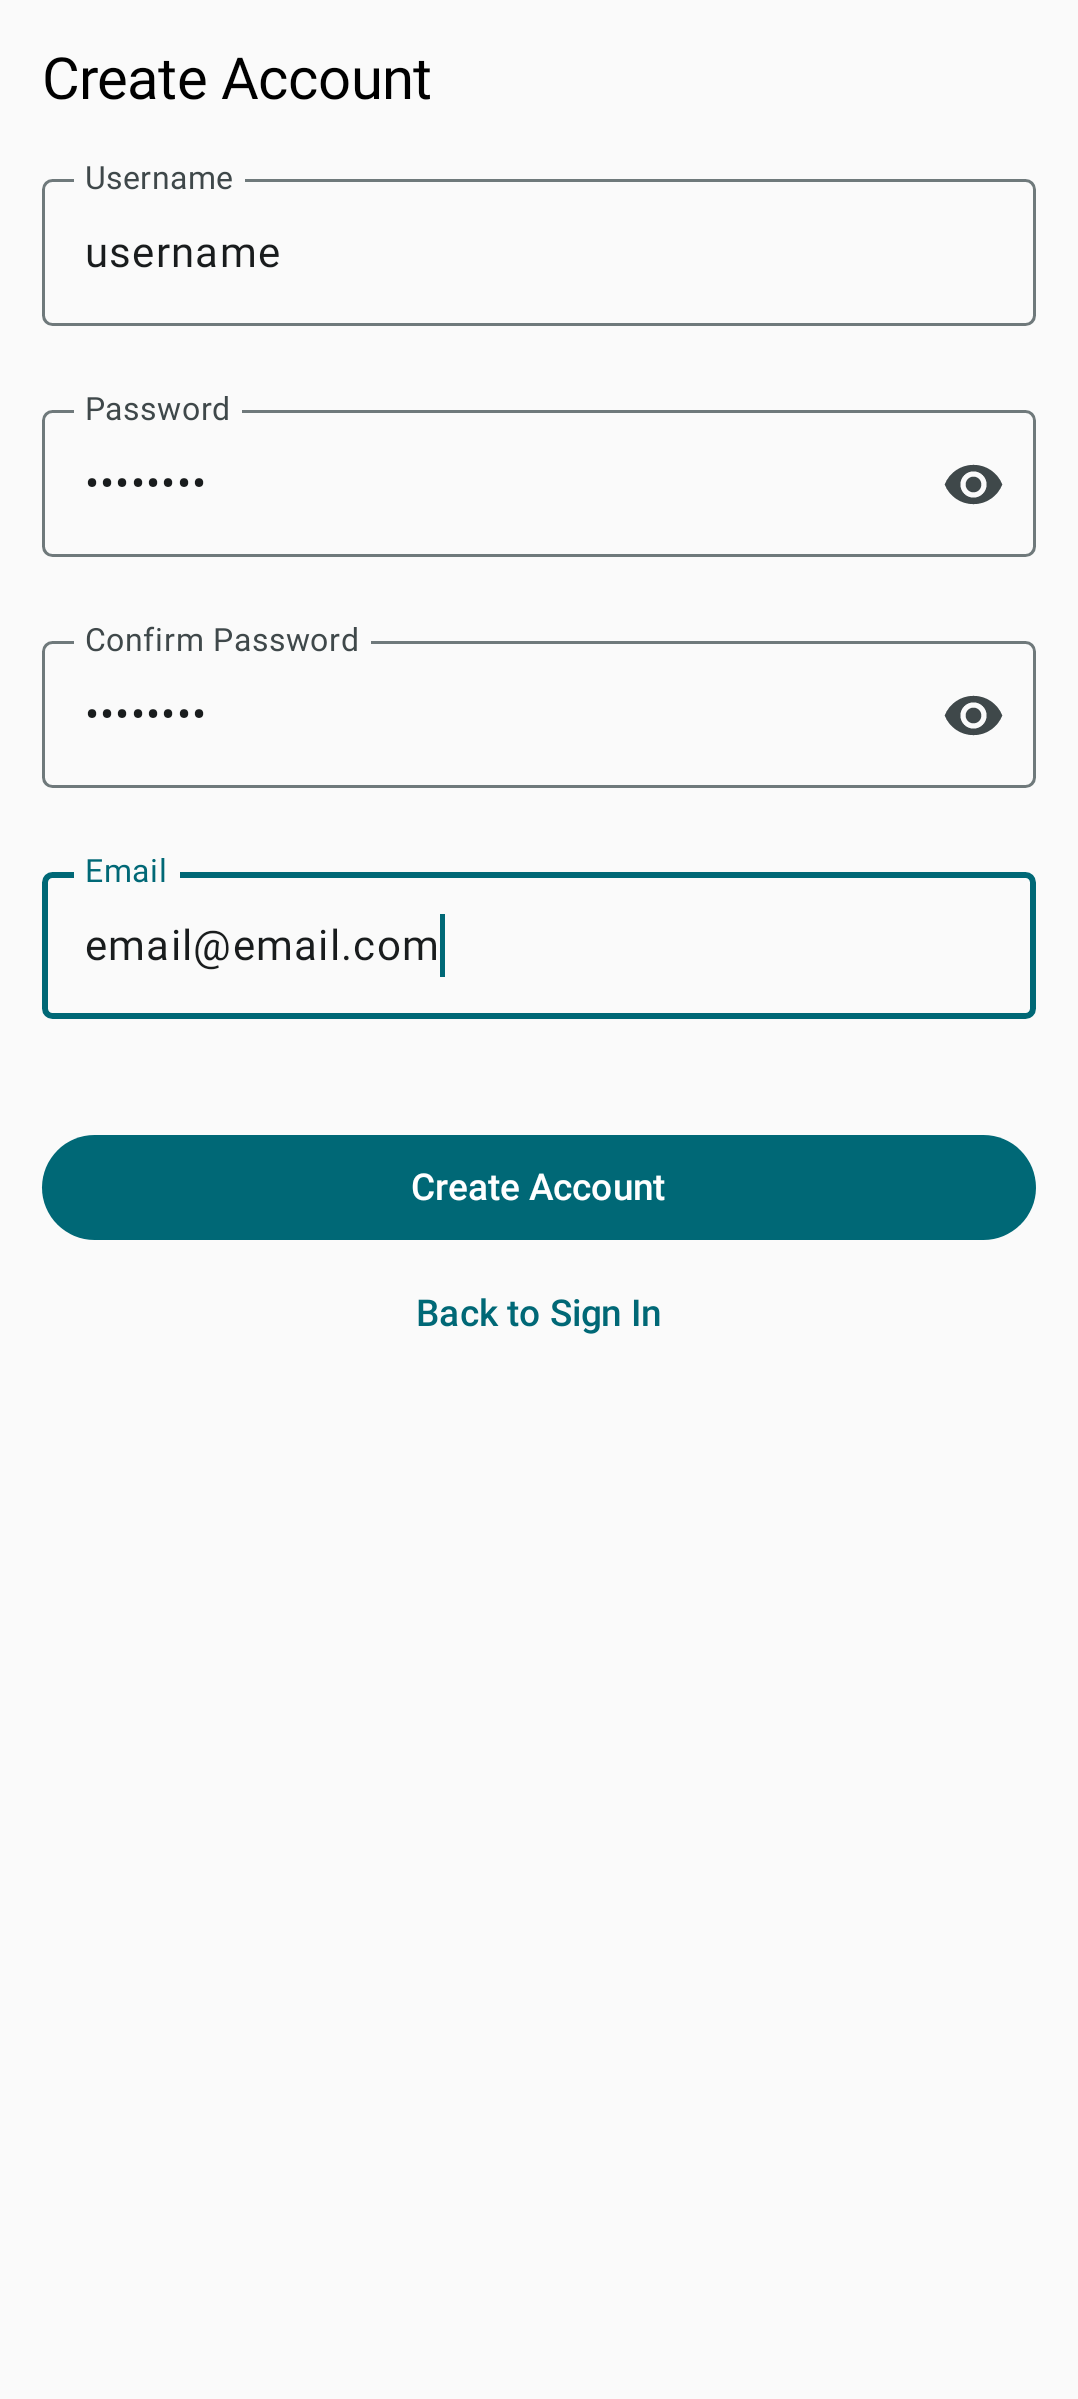 Create Account
Username
username
Password
••••••••
Confirm Password
••••••••
Email
email@email.com
Create Account
Back to Sign In